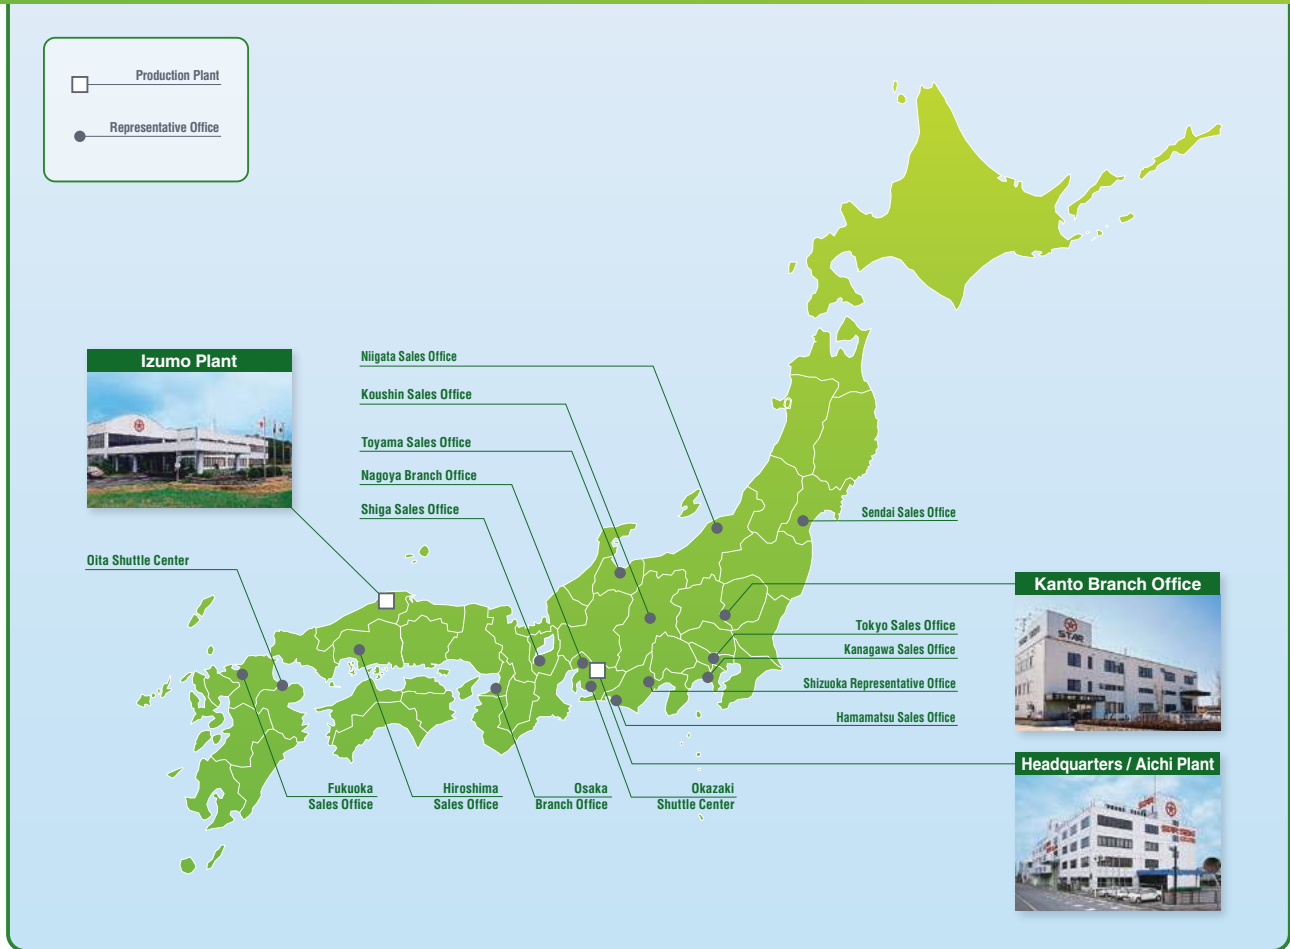 Production Plant
Representative Office
Izumo Plant
Niigata Sales Office
Koushin Sales Office
Toyama Sales Office
Nagoya Branch Office
Shiga Sales Office
Sendai Sales Office
Oita Shuttle Center
Kanto Branch Office
STAR
Tokyo Sales Office
Kanagawa Sales Office
Shizuoka Representative Office
Hamamatsu Sales Office
Headquarters / Aichi Plant
Fukuoka
Sales Office
Hiroshima
Sales Office
Osaka
Branch Office
Okazaki
Shuttle Center